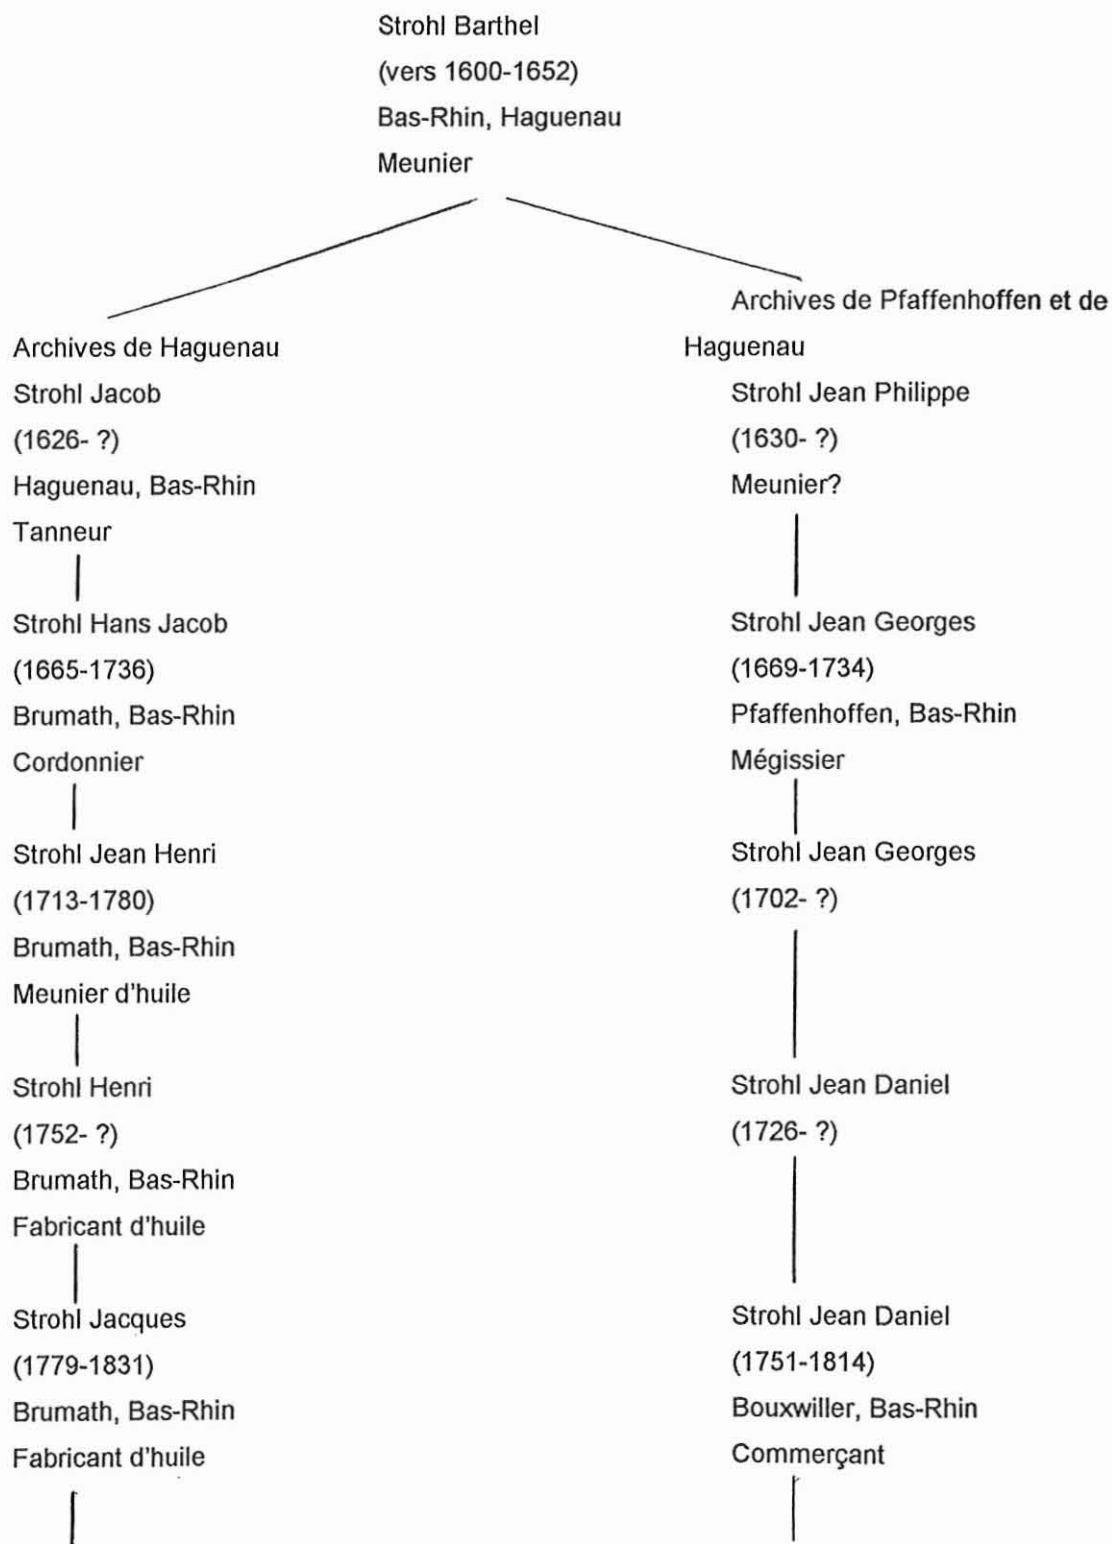 Strohl Barthel
(vers 1600-1652)
Bas-Rhin, Haguenau
Meunier
Archives de Haguenau
Strohl Jacob
(1626- ?)
Haguenau, Bas-Rhin
Tanneur
Strohl Hans Jacob
(1665-1736)
Brumath, Bas-Rhin
Cordonnier
Strohl Jean Henri
(1713-1780)
Brumath, Bas-Rhin
Meunier d'huile
Strohl Henri
(1752- ?)
Brumath, Bas-Rhin
Fabricant d'huile
Strohl Jacques
(1779-1831)
Brumath, Bas-Rhin
Fabricant d'huile
Archives de Pfaffenhoffen et de
Haguenau
Strohl Jean Philippe
(1630- ?)
Meunier?
Strohl Jean Georges
(1669-1734)
Pfaffenhoffen, Bas-Rhin
Mégissier
Strohl Jean Georges
(1702- ?)
Strohl Jean Daniel
(1726- ?)
Strohl Jean Daniel
(1751-1814)
Bouxwiller, Bas-Rhin
Commerçant